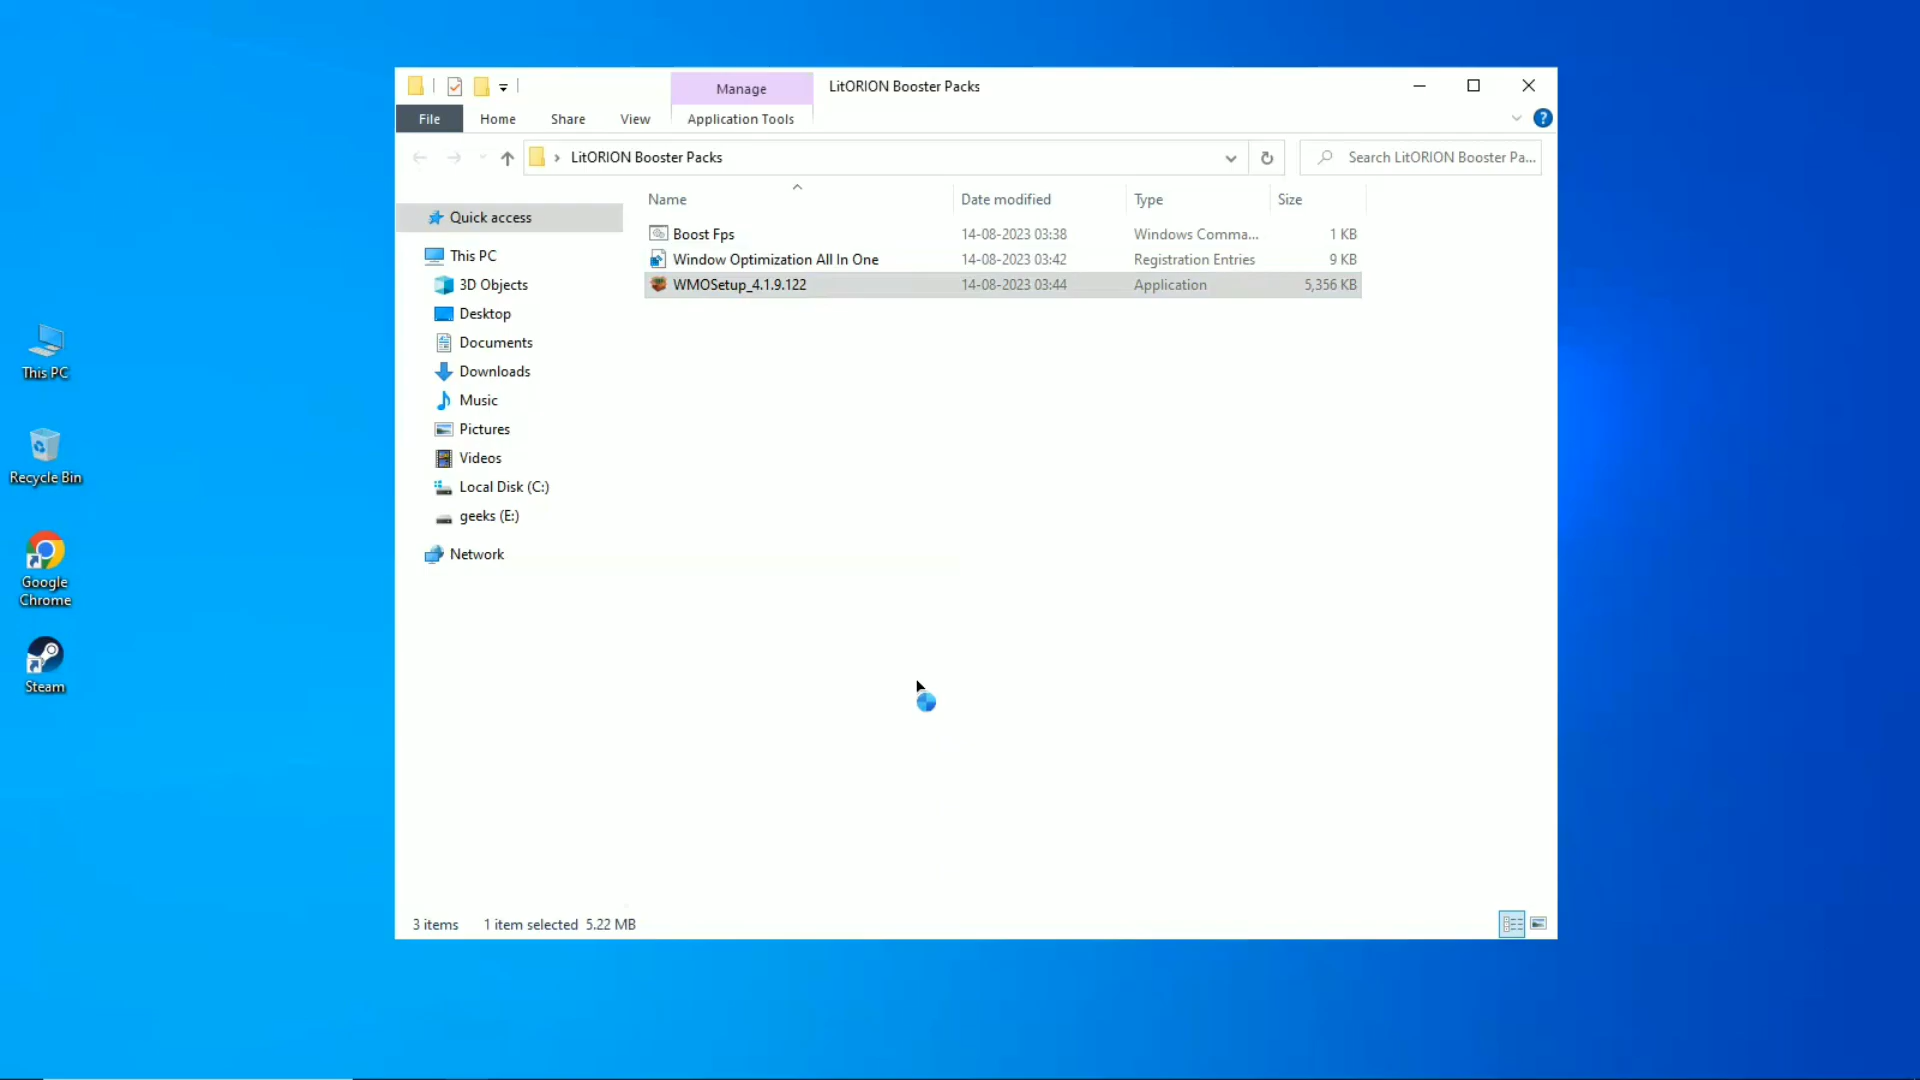 Manage
LitORION Booster Packs
File
Home
Share
View
Application Tools
?
LitORION Booster Packs
Search LitORION Booster Pa...
Name
Date modified
Type
Size
Quick access
This PC
3D Objects
Desktop
Documents
Downloads
Music
Pictures
Videos
Local Disk (C:)
geeks (E:)
Network
Boost Fps 14-08-2023 03:38 Windows Comma... 1 KB
Window Optimization All In One 14-08-2023 03:42 Registration Entries 9 KB
WMOSetup_4.1.9.122 14-08-2023 03:44 Application 5,356 KB
3 items 1 item selected 5.22 MB
This PC
Recycle Bin
Google
Chrome
Steam